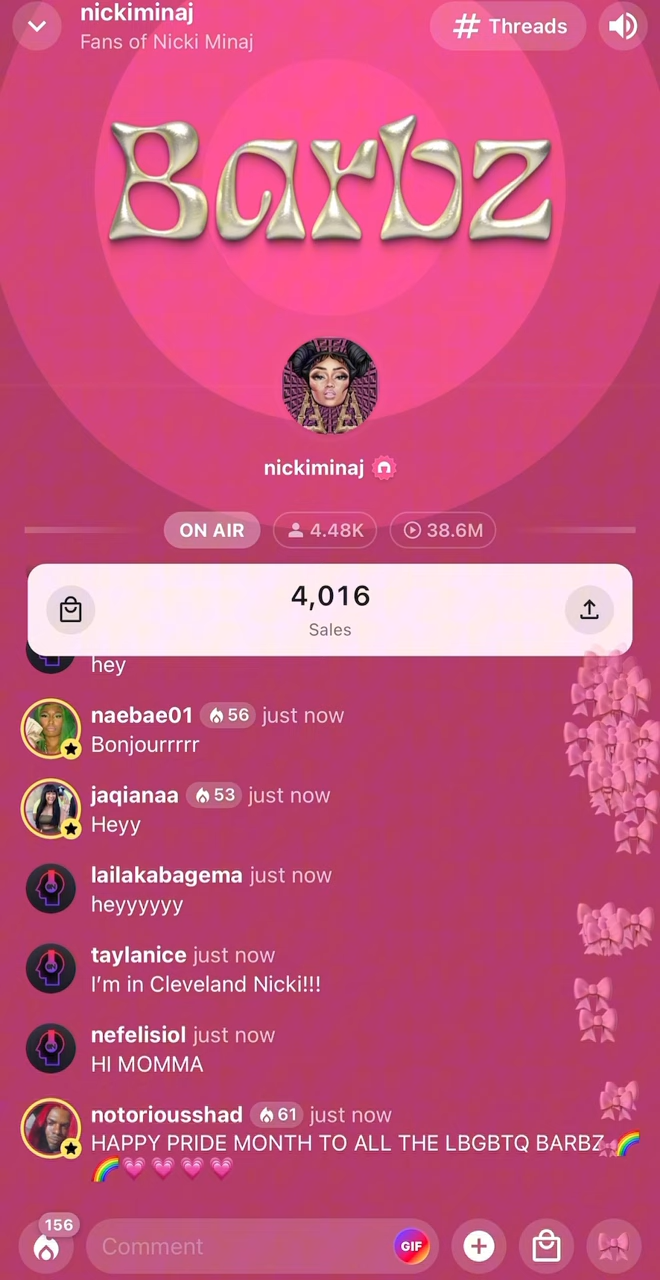 nickiminaj
Fans of Nicki Minaj
# Threads
Barbz
nickiminaj
ON AIR
4.48K
38.6M
4,016
Sales
hey
naebae01 56 just now
Bonjourrrrr
jaqianaa 53 just now
Heyy
lailakabagema just now
heyyyyyy
taylanice just now
I'm in Cleveland Nicki!!!
nefelisiol just now
HI MOMMA
notoriousshad 61 just now
HAPPY PRIDE MONTH TO ALL THE LBGBTQ BARBZ 🌈
🌈💗💗💗💗
156
Comment
GIF